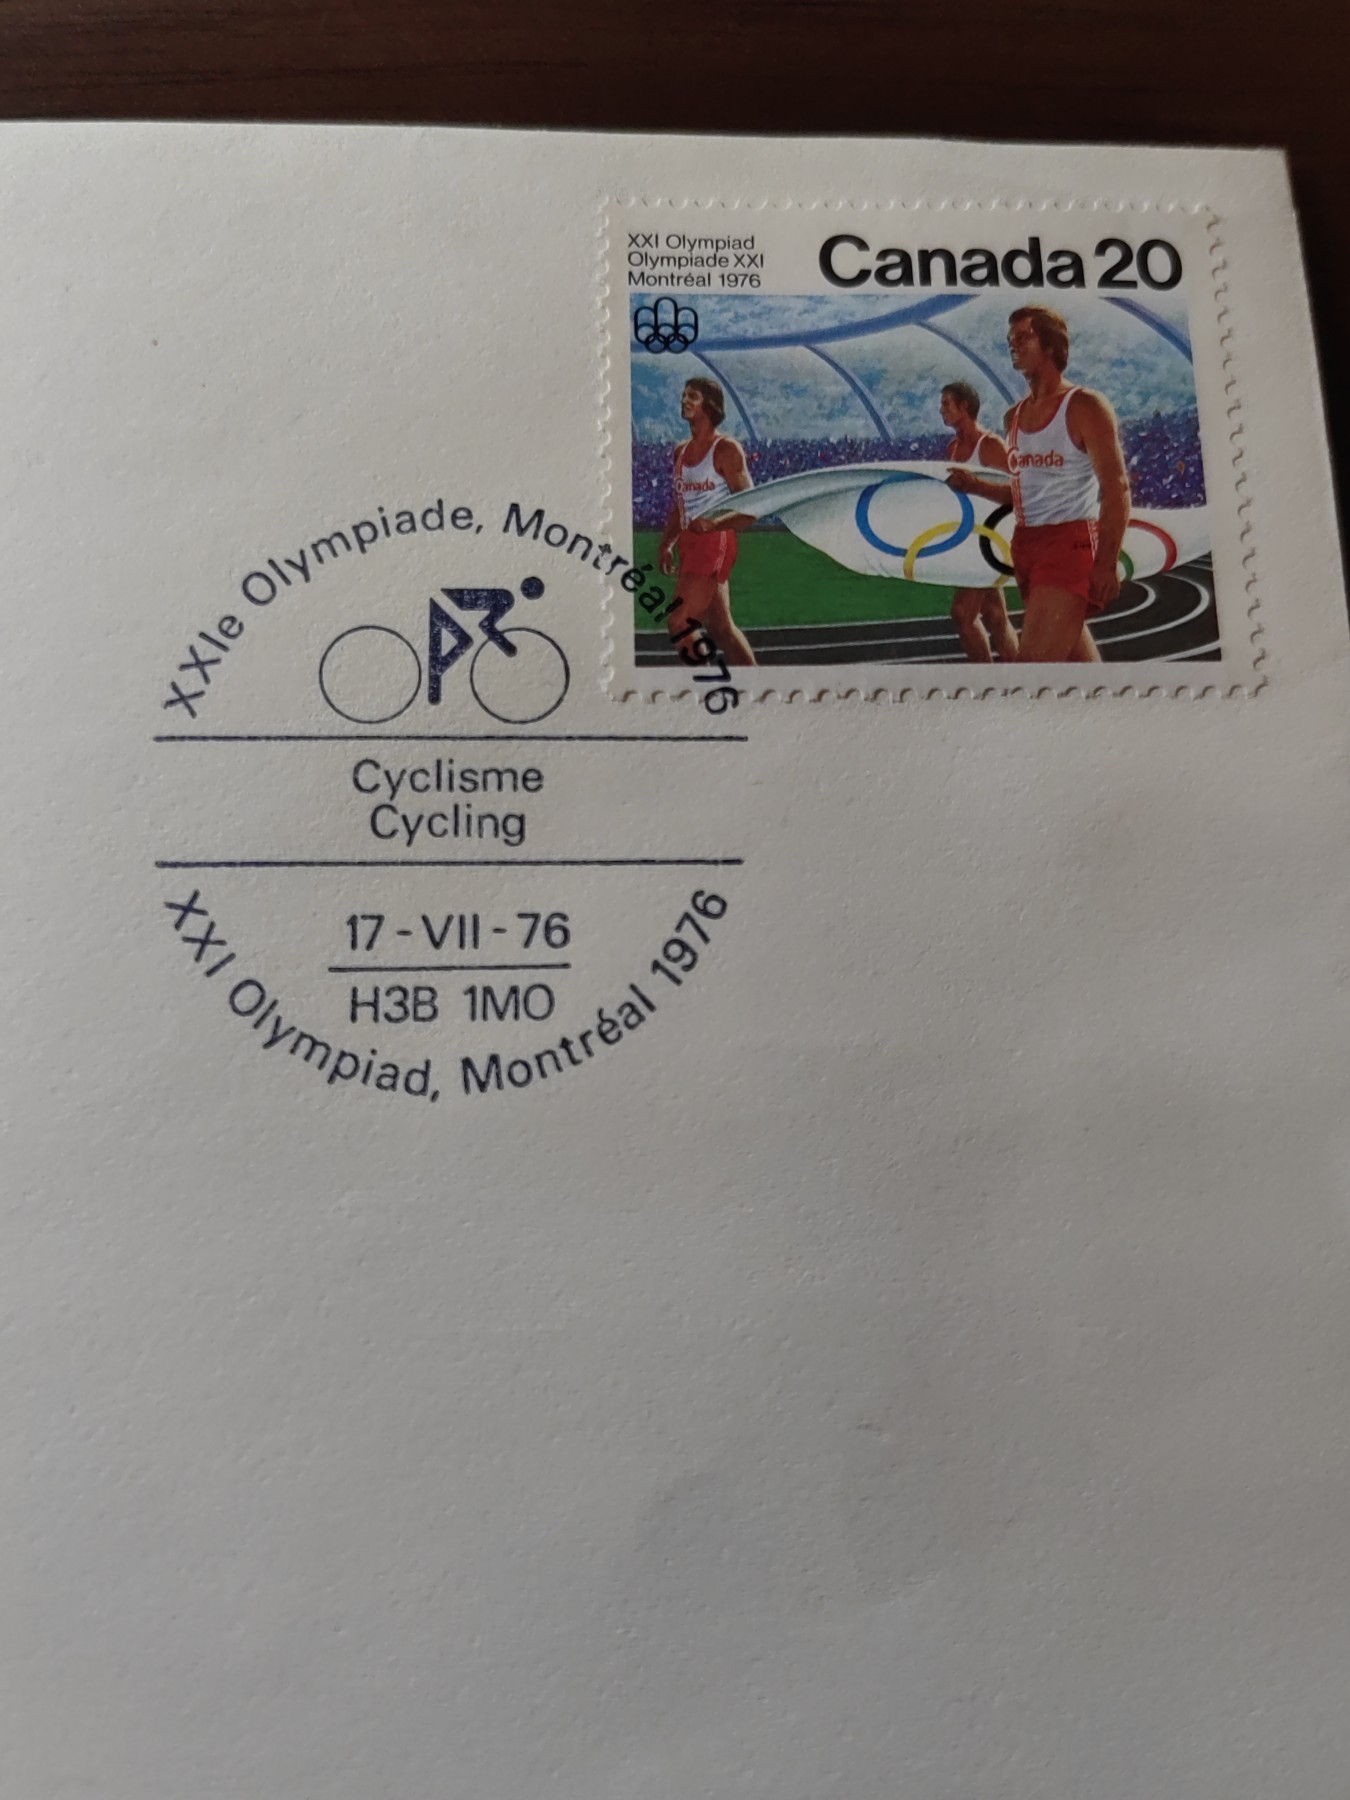 XXI Olympiad
Olympiade XXI
Montréal 1976
Canada 20
Canada
Canada
XXIe Olympiade, Montréal 1976
Cyclisme
Cycling
17-VII-76
H3B 1M0
XXI Olympiad, Montréal 1976